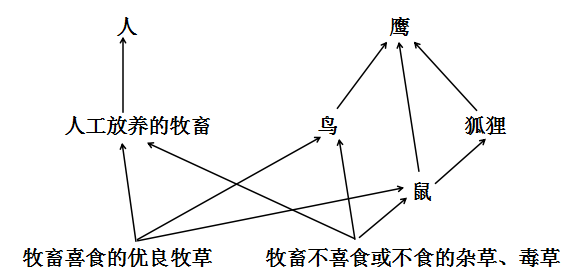 人
鹰
人工放养的牧畜
鸟
狐狸
鼠
牧畜喜食的优良牧草
牧畜不喜食或不食的杂草、毒草